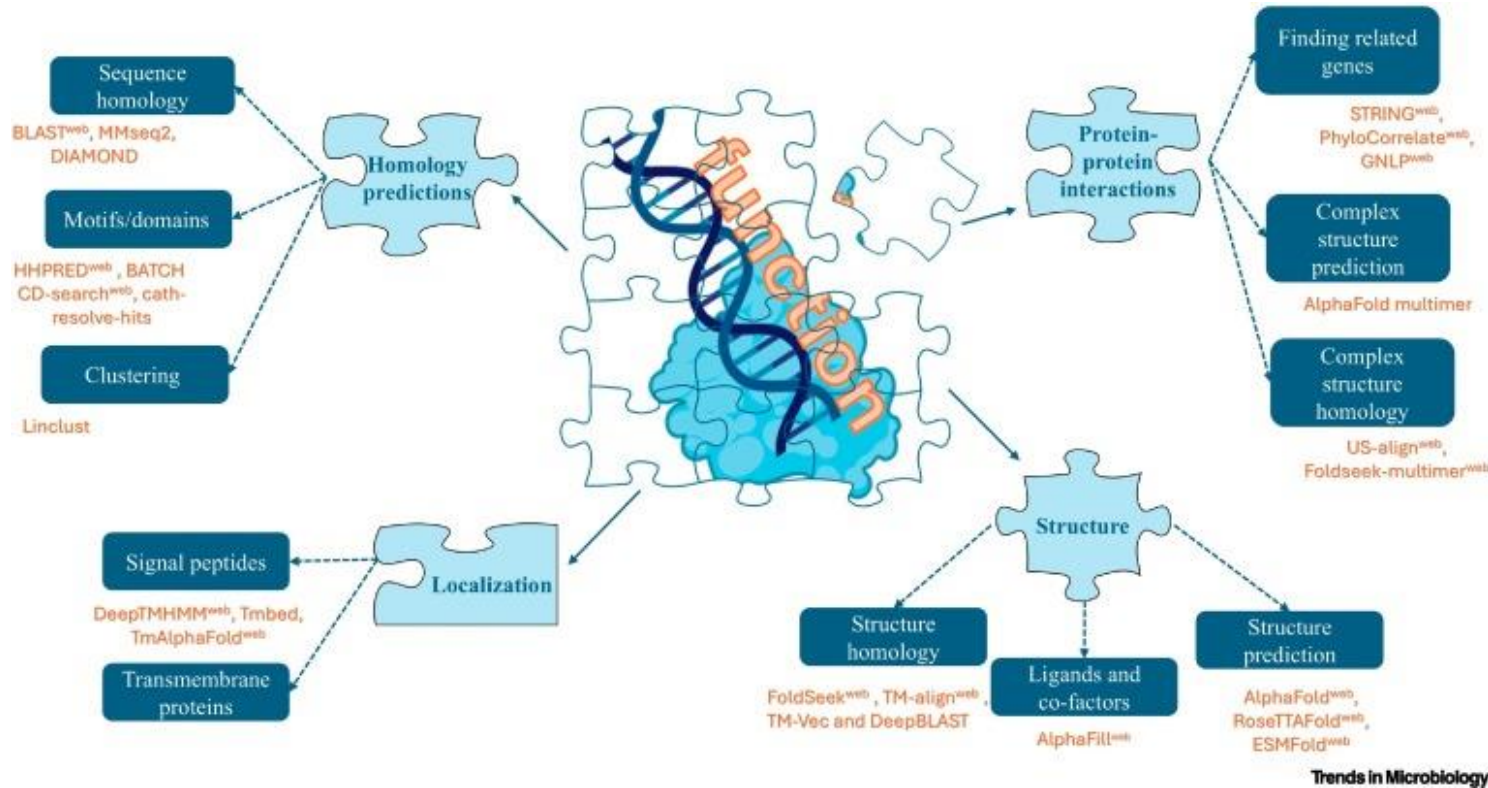 Sequence
homology
BLASTweb, MMseq2,
DIAMOND
Motifs/domains
HHPREDweb , BATCH
CD-searchweb, cath-
resolve-hits
Clustering
Linclust
Homology
predictions
function
Protein-
protein
interactions
Finding related
genes
STRINGweb,
PhyloCorrelateweb,
GNLPweb
Complex
structure
prediction
AlphaFold multimer
Complex
structure
homology
US-alignweb,
Foldseek-multimerweb
Signal peptides
DeepTMHMMweb, Tmbed,
TmAlphaFoldweb
Transmembrane
proteins
Localization
Structure
Structure
homology
FoldSeekweb , TM-alignweb ,
TM-Vec and DeepBLAST
Ligands and
co-factors
AlphaFillweb
Structure
prediction
AlphaFoldweb,
RoseTTAFoldweb,
ESMFoldweb
Trends in Microbiology